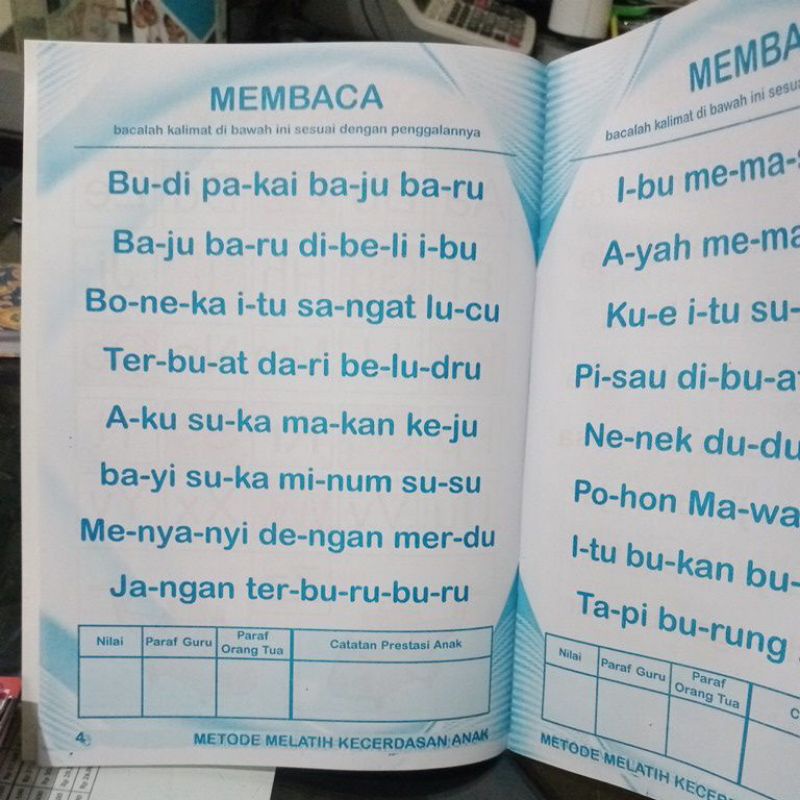 MEMBACA
bacalah kalimat di bawah ini sesuai dengan penggalannya
Bu-di pa-kai ba-ju ba-ru
Ba-ju ba-ru di-be-li i-bu
Bo-ne-ka i-tu sa-ngat lu-cu
Ter-bu-at da-ri be-lu-dru
A-ku su-ka ma-kan ke-ju
ba-yi su-ka mi-num su-su
Me-nya-nyi de-ngan mer-du
Ja-ngan ter-bu-ru-bu-ru
Nilai Paraf Guru Paraf Orang Tua Catatan Prestasi Anak
4
METODE MELATIH KECERDASAN ANAK
MEMBA
bacalah kalimat di bawah ini sesu
I-bu me-ma-
A-yah me-ma
Ku-e i-tu su-
Pi-sau di-bu-a
Ne-nek du-du
Po-hon Ma-wa
I-tu bu-kan bu-
Ta-pi bu-rung
Nilai Paraf Guru Paraf Orang Tua C
METODE MELATIH KECER